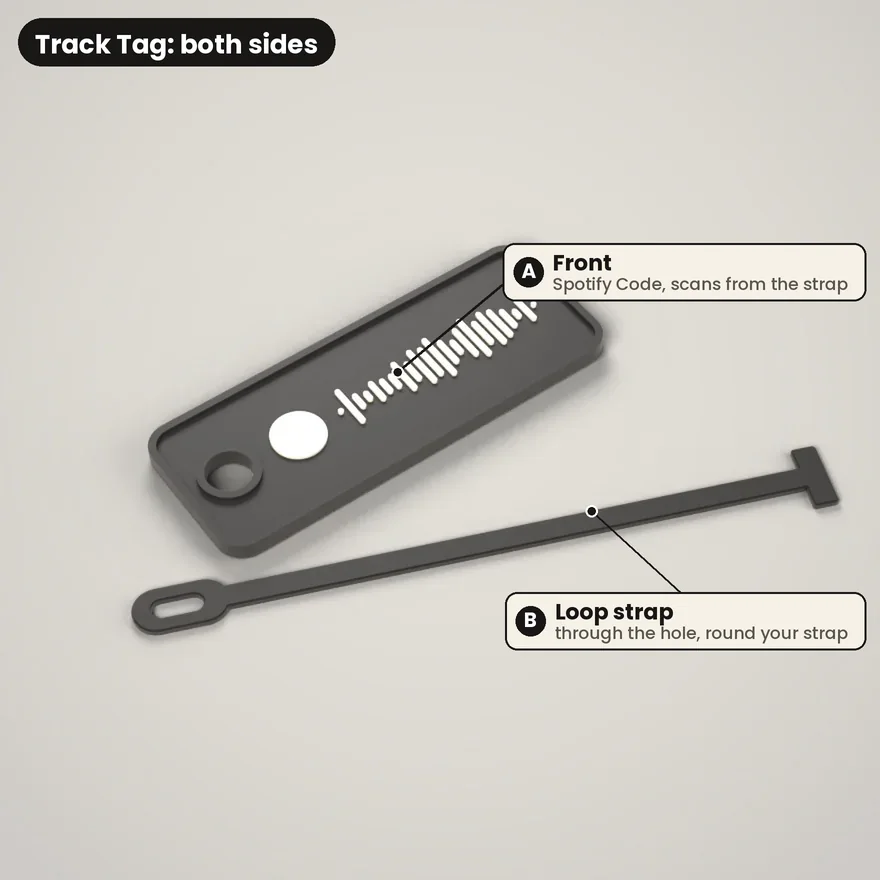 Track Tag: both sides
A
Front
Spotify Code, scans from the strap
B
Loop strap
through the hole, round your strap